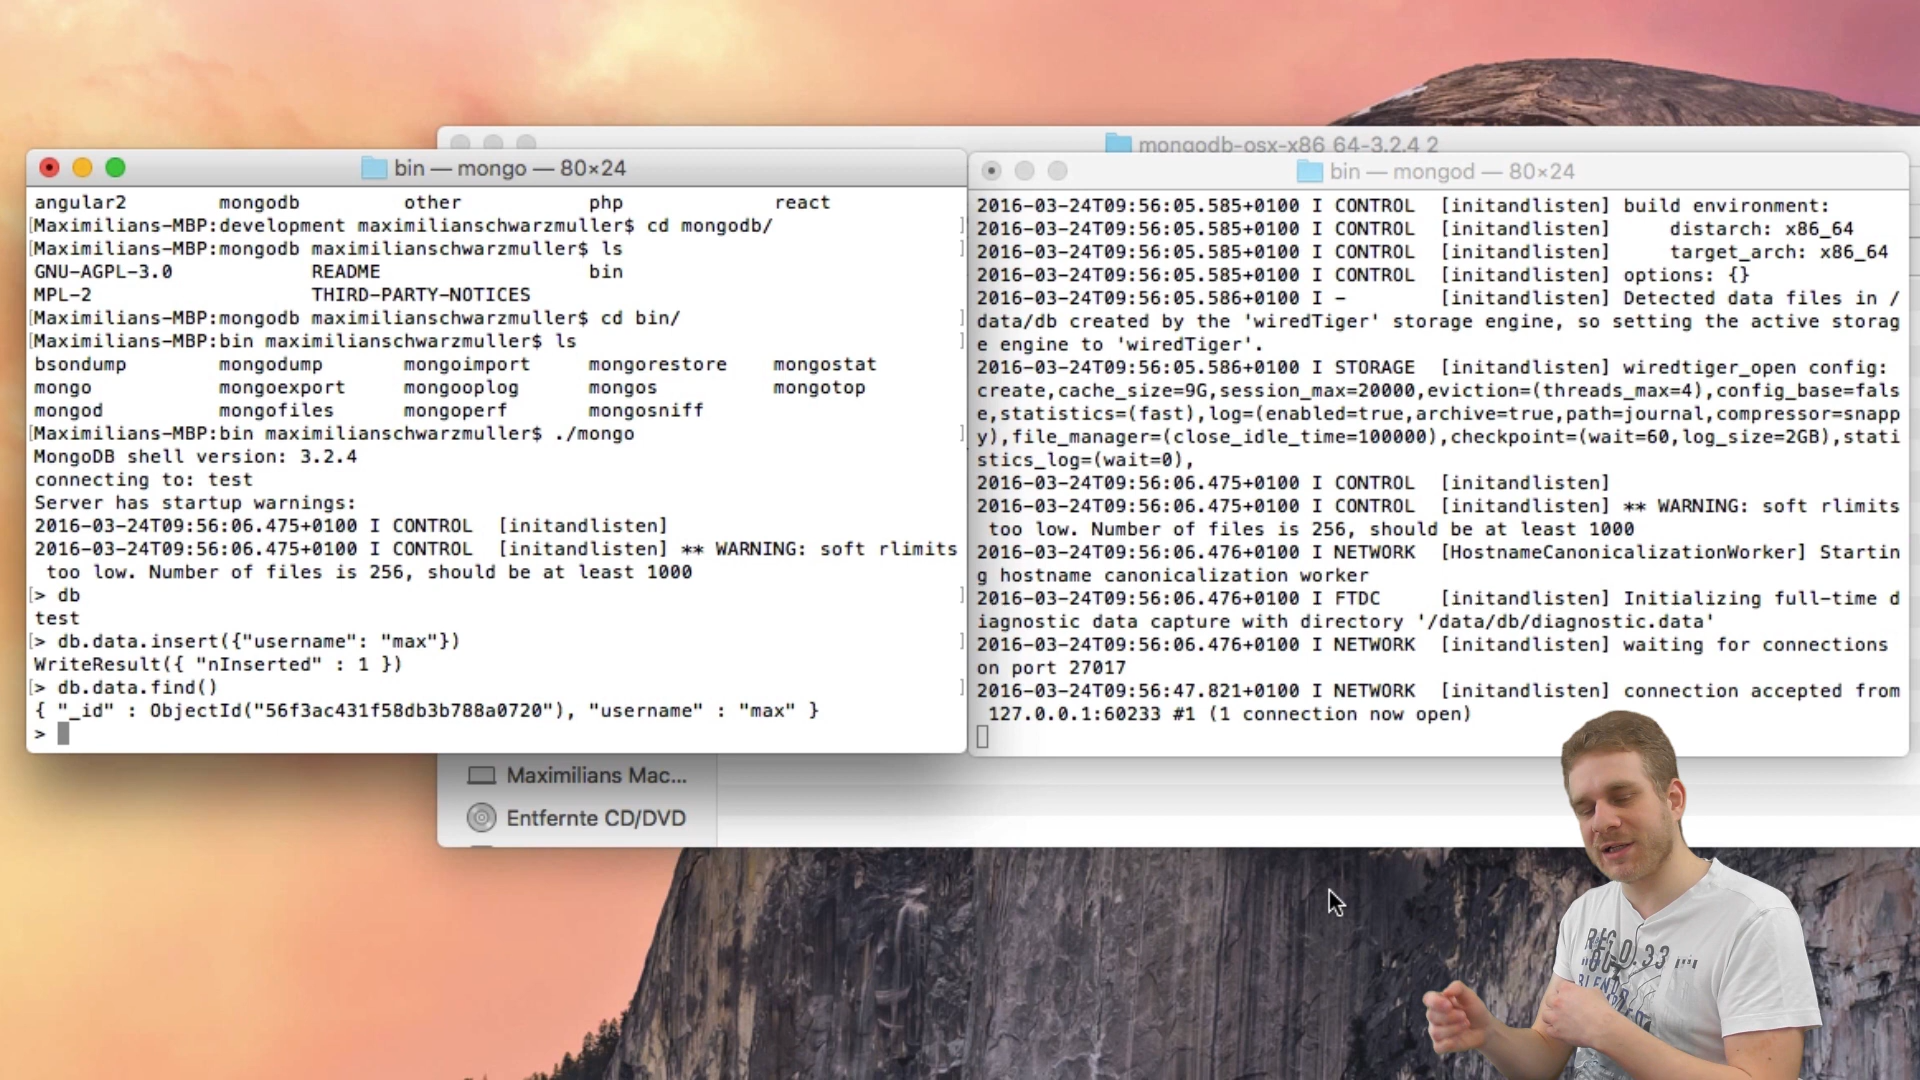 mongodb-osx-x86 64-3.2.4 2
bin — mongo — 80×24
angular2 mongodb other php react
[Maximilians-MBP:development maximilianschwarzmuller$ cd mongodb/ ]
[Maximilians-MBP:mongodb maximilianschwarzmuller$ ls ]
GNU-AGPL-3.0 README bin
MPL-2 THIRD-PARTY-NOTICES
[Maximilians-MBP:mongodb maximilianschwarzmuller$ cd bin/ ]
[Maximilians-MBP:bin maximilianschwarzmuller$ ls ]
bsondump mongodump mongoimport mongorestore mongostat
mongo mongoexport mongooplog mongos mongotop
mongod mongofiles mongoperf mongosniff
[Maximilians-MBP:bin maximilianschwarzmuller$ ./mongo ]
MongoDB shell version: 3.2.4
connecting to: test
Server has startup warnings:
2016-03-24T09:56:06.475+0100 I CONTROL [initandlisten]
2016-03-24T09:56:06.475+0100 I CONTROL [initandlisten] ** WARNING: soft rlimits
too low. Number of files is 256, should be at least 1000
[> db ]
test
[> db.data.insert({"username": "max"}) ]
WriteResult({ "nInserted" : 1 })
[> db.data.find() ]
{ "_id" : ObjectId("56f3ac431f58db3b788a0720"), "username" : "max" }
>
bin — mongod — 80×24
2016-03-24T09:56:05.585+0100 I CONTROL [initandlisten] build environment:
2016-03-24T09:56:05.585+0100 I CONTROL [initandlisten] distarch: x86_64
2016-03-24T09:56:05.585+0100 I CONTROL [initandlisten] target_arch: x86_64
2016-03-24T09:56:05.585+0100 I CONTROL [initandlisten] options: {}
2016-03-24T09:56:05.586+0100 I - [initandlisten] Detected data files in /
data/db created by the 'wiredTiger' storage engine, so setting the active storag
e engine to 'wiredTiger'.
2016-03-24T09:56:05.586+0100 I STORAGE [initandlisten] wiredtiger_open config:
create,cache_size=9G,session_max=20000,eviction=(threads_max=4),config_base=fals
e,statistics=(fast),log=(enabled=true,archive=true,path=journal,compressor=snapp
y),file_manager=(close_idle_time=100000),checkpoint=(wait=60,log_size=2GB),stati
stics_log=(wait=0),
2016-03-24T09:56:06.475+0100 I CONTROL [initandlisten]
2016-03-24T09:56:06.475+0100 I CONTROL [initandlisten] ** WARNING: soft rlimits
too low. Number of files is 256, should be at least 1000
2016-03-24T09:56:06.476+0100 I NETWORK [HostnameCanonicalizationWorker] Startin
g hostname canonicalization worker
2016-03-24T09:56:06.476+0100 I FTDC [initandlisten] Initializing full-time d
iagnostic data capture with directory '/data/db/diagnostic.data'
2016-03-24T09:56:06.476+0100 I NETWORK [initandlisten] waiting for connections
on port 27017
2016-03-24T09:56:47.821+0100 I NETWORK [initandlisten] connection accepted from
127.0.0.1:60233 #1 (1 connection now open)
Maximilians Mac...
Entfernte CD/DVD